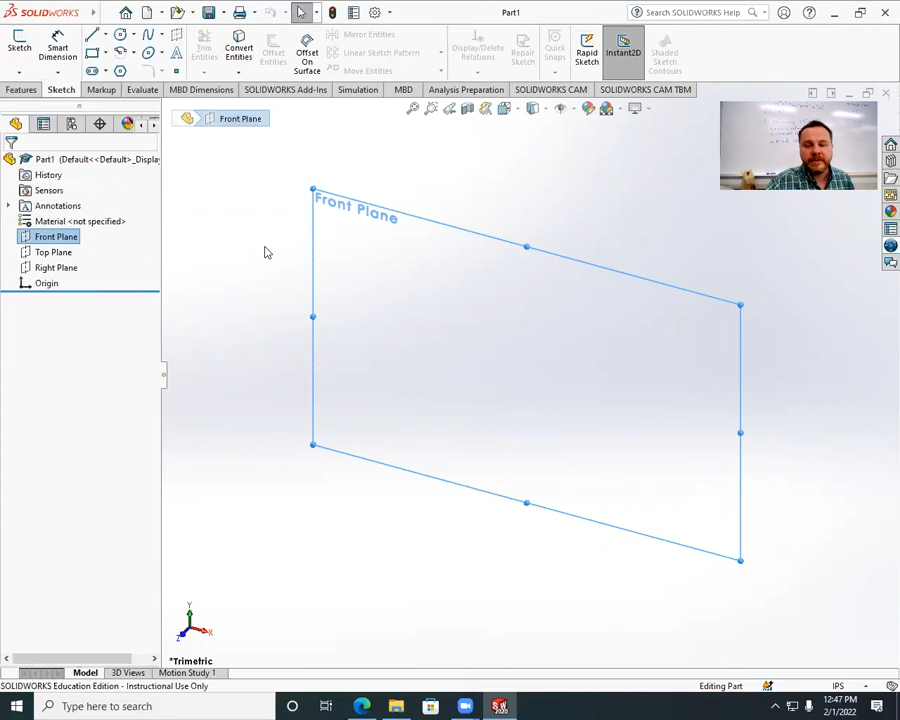 SOLIDWORKS
Part1
Search SOLIDWORKS Help
Sketch
Smart Dimension
Trim Entities
Convert Entities
Offset Entities
Offset On Surface
Mirror Entities
Linear Sketch Pattern
Move Entities
Display/Delete Relations
Repair Sketch
Quick Snaps
Rapid Sketch
Instant2D
Shaded Sketch Contours
Features
Sketch
Markup
Evaluate
MBD Dimensions
SOLIDWORKS Add-Ins
Simulation
MBD
Analysis Preparation
SOLIDWORKS CAM
SOLIDWORKS CAM TBM
Front Plane
Part1 (Default<<Default>_Display
History
Sensors
Annotations
Material <not specified>
Front Plane
Top Plane
Right Plane
Origin
Front Plane
Y
X
Z
*Trimetric
Model
3D Views
Motion Study 1
SOLIDWORKS Education Edition - Instructional Use Only
Editing Part
IPS
Type here to search
SW
2020
12:47 PM
2/1/2022